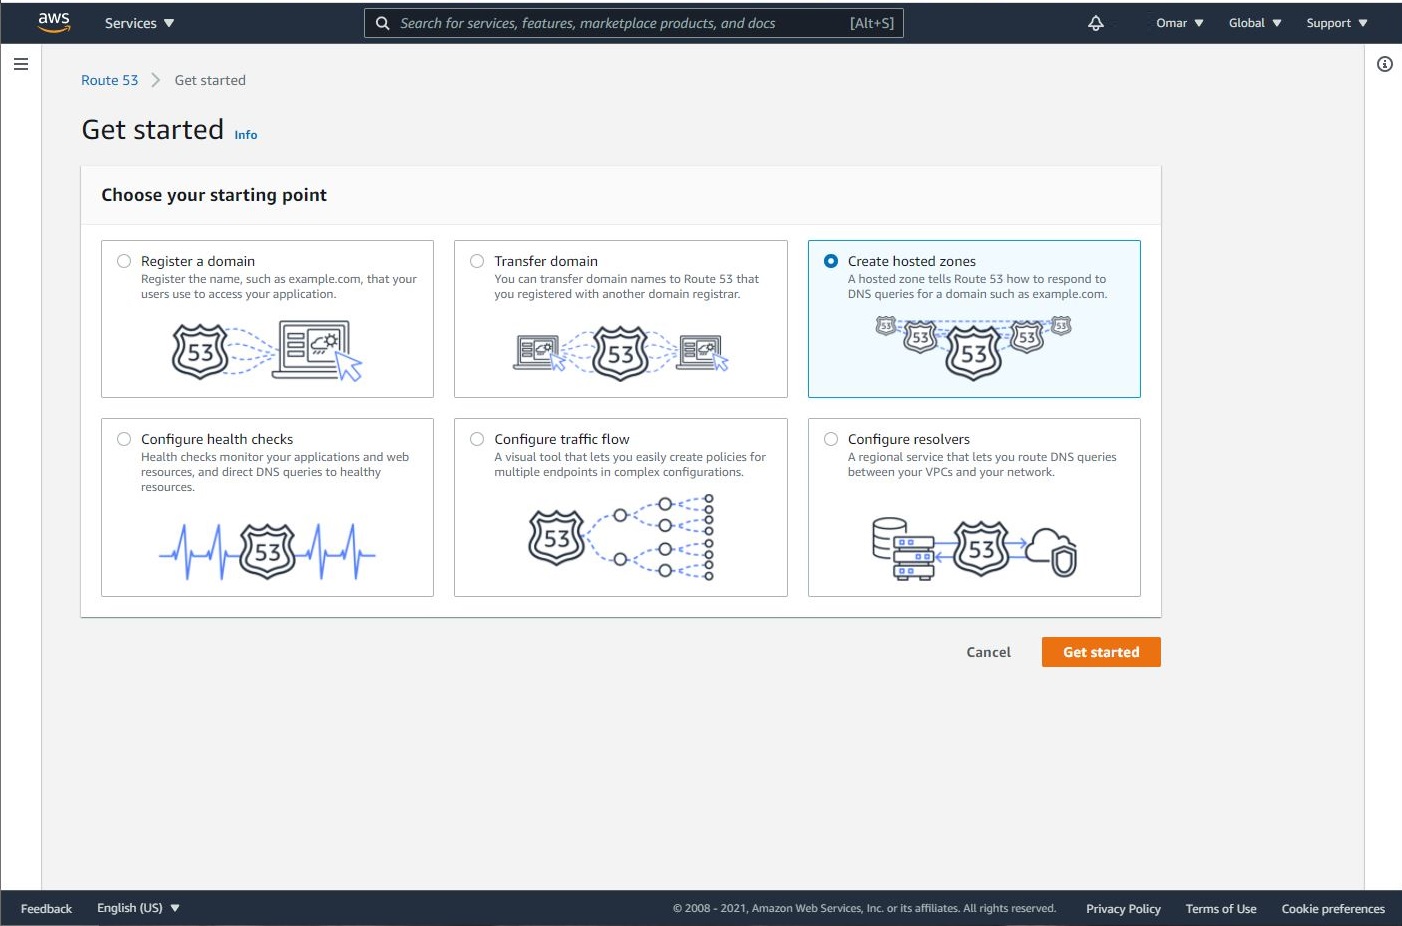 aws
Services
Search for services, features, marketplace products, and docs
[Alt+S]
Omar
Global
Support
Route 53
Get started
Get started
Info
Choose your starting point
Register a domain
Register the name, such as example.com, that your
users use to access your application.
53
Transfer domain
You can transfer domain names to Route 53 that
you registered with another domain registrar.
53
Create hosted zones
A hosted zone tells Route 53 how to respond to
DNS queries for a domain such as example.com.
53
53
53
53
53
Configure health checks
Health checks monitor your applications and web
resources, and direct DNS queries to healthy
resources.
53
Configure traffic flow
A visual tool that lets you easily create policies for
multiple endpoints in complex configurations.
53
Configure resolvers
A regional service that lets you route DNS queries
between your VPCs and your network.
53
Cancel
Get started
Feedback
English (US)
© 2008 - 2021, Amazon Web Services, Inc. or its affiliates. All rights reserved.
Privacy Policy
Terms of Use
Cookie preferences